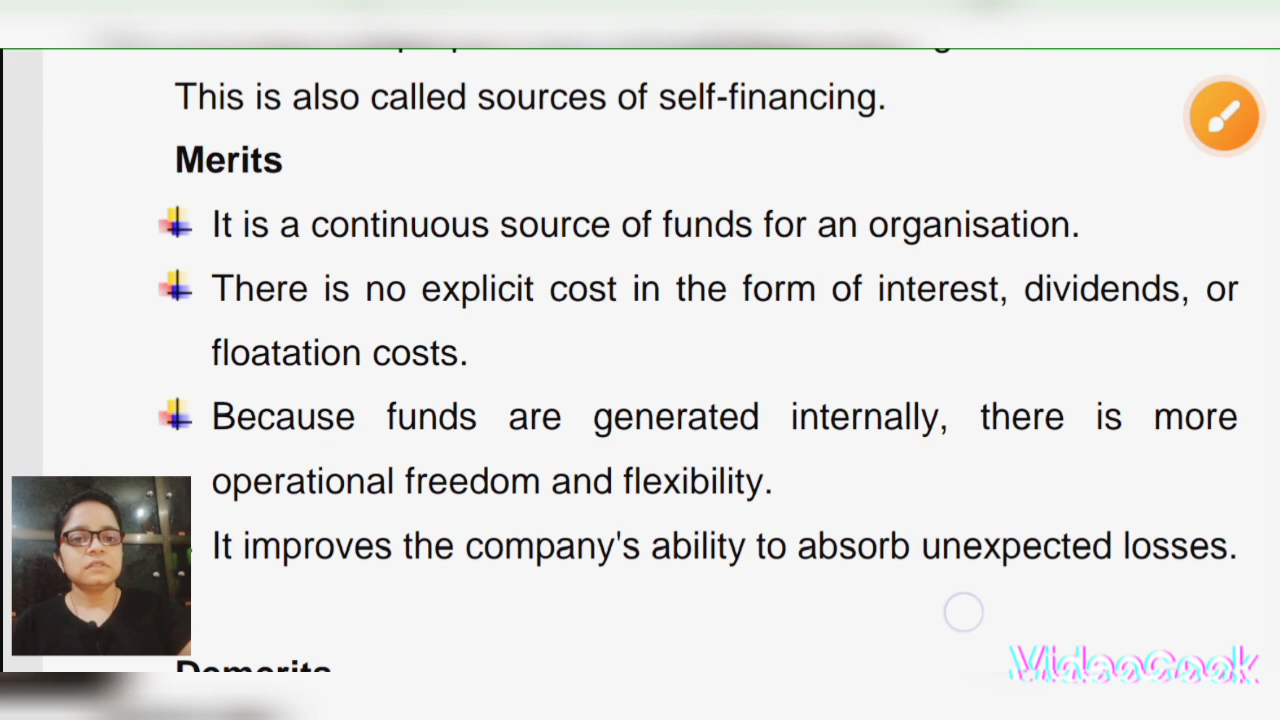 This is also called sources of self-financing.
Merits
It is a continuous source of funds for an organisation.
There is no explicit cost in the form of interest, dividends, or
floatation costs.
Because funds are generated internally, there is more
operational freedom and flexibility.
It improves the company's ability to absorb unexpected losses.
Demerits
VideoCook